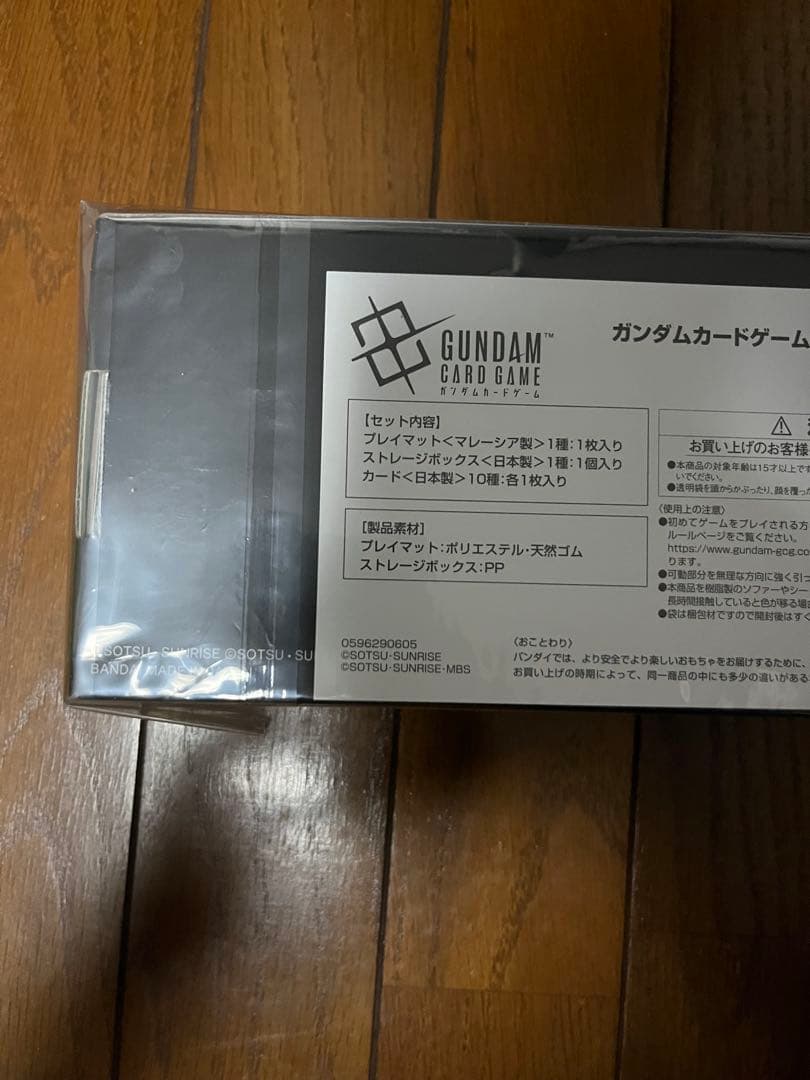 GUNDAM™
CARD GAME
ガンダムカードゲーム
ガンダムカードゲーム
【セット内容】
プレイマット<マレーシア製>1種:1枚入り
ストレージボックス<日本製>1種:1個入り
カード<日本製>10種:各1枚入り
【製品素材】
プレイマット:ポリエステル・天然ゴム
ストレージボックス:PP
お買い上げのお客様
●本商品の対象年齢は15才以上です
いでください。
●透明袋を頭からかぶったり、顔を覆っ
〈使用上の注意〉
●初めてゲームをプレイされる方
ルールページをご覧ください。
https://www.gundam-gcg.co
ります。
●可動部分を無理な方向に強く引っ
●本商品を樹脂製のソファーやシー
長時間接触していると色が移る場合
●袋は梱包材ですので開封後はすぐ
0596290605
©SOTSU・SUNRISE
©SOTSU・SUNRISE・MBS
〈おことわり〉
バンダイでは、より安全でより楽しいおもちゃをお届けするために、
お買い上げの時期によって、同一商品の中にも多少の違いがある
©SOTSU・SUNRISE ©SOTSU・SU
BANDAI MADE IN